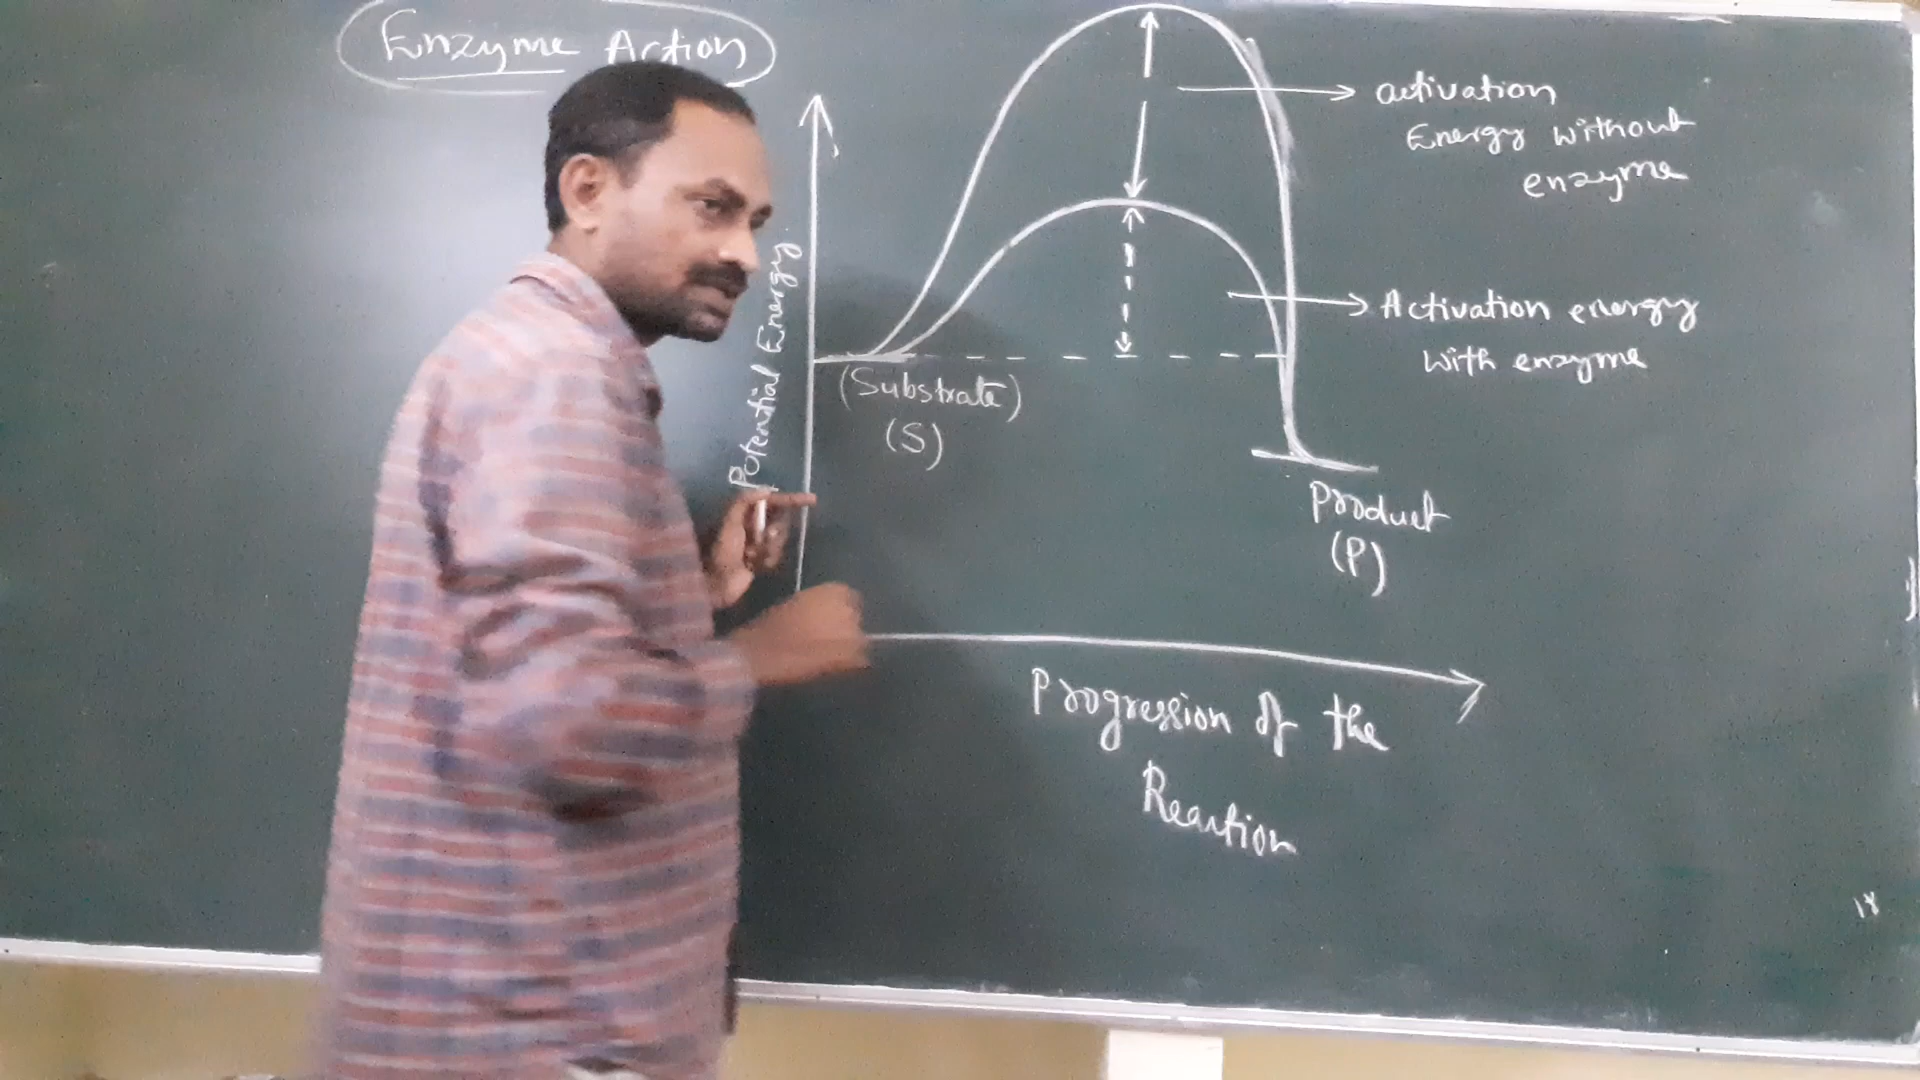 Enzyme Action
activation
Energy without
enzyme
Activation energy
with enzyme
Potential Energy
(Substrate)
(S)
Product
(P)
Progression of the
Reaction
18